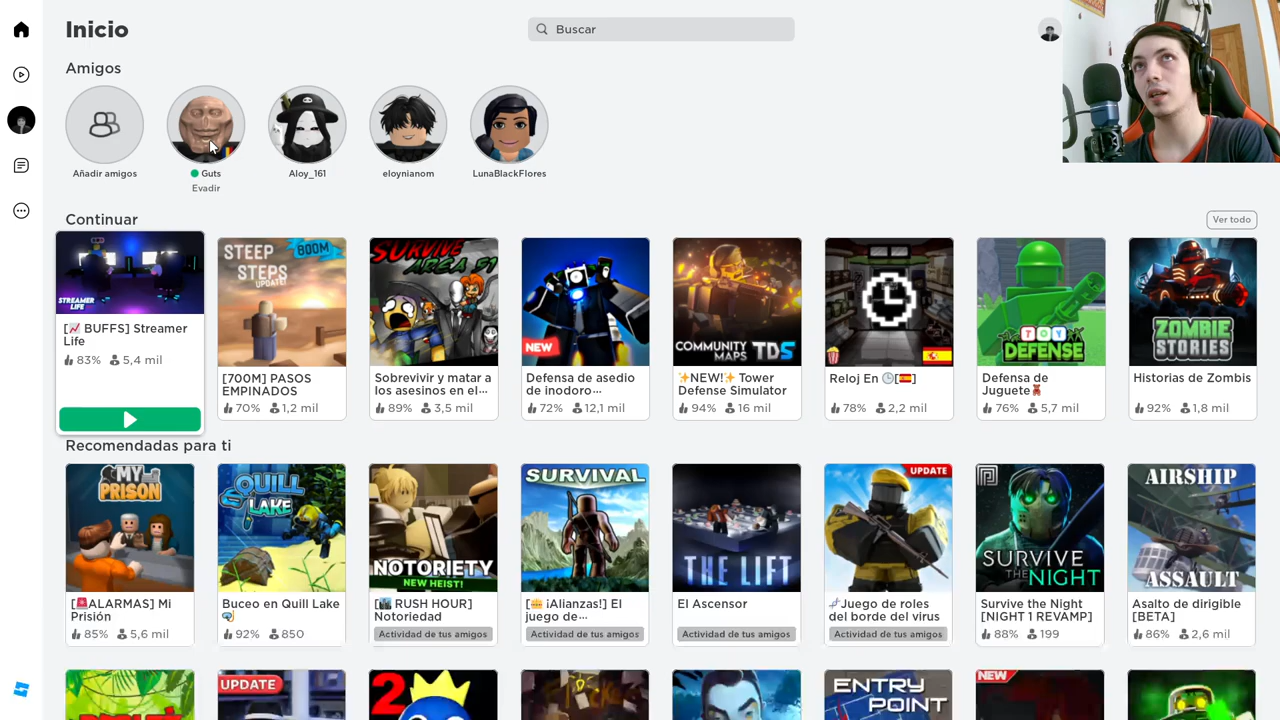 Inicio
Buscar
Amigos
Añadir amigos
Guts
Evadir
Aloy_161
eloynianom
LunaBlackFlores
Continuar
Ver todo
STREAMER
LIFE
STEEP
STEPS
UPDATE!
BOOM
SURVIVE
AREA 51
NEW
COMMUNITY
MAPS TDS
TOY
DEFENSE
ZOMBIE
STORIES
[📈 BUFFS] Streamer
Life
83% 5,4 mil
[700M] PASOS
EMPINADOS
70% 1,2 mil
Sobrevivir y matar a
los asesinos en el···
89% 3,5 mil
Defensa de asedio
de inodoro···
72% 12,1 mil
✨NEW!✨ Tower
Defense Simulator
94% 16 mil
Reloj En 🕒[🇪🇸]
78% 2,2 mil
Defensa de
Juguete🧸
76% 5,7 mil
Historias de Zombis
92% 1,8 mil
Recomendadas para ti
MY
PRISON
QUILL
LAKE
NOTORIETY
NEW HEIST!
SURVIVAL
THE LIFT
UPDATE
SURVIVE
THE NIGHT
AIRSHIP
ASSAULT
[🚨ALARMAS] Mi
Prisión
85% 5,6 mil
Buceo en Quill Lake
🤿
92% 850
[🏙️ RUSH HOUR]
Notoriedad
Actividad de tus amigos
[🤝 ¡Alianzas!] El
juego de···
Actividad de tus amigos
El Ascensor
Actividad de tus amigos
🧬Juego de roles
del borde del virus
Actividad de tus amigos
Survive the Night
[NIGHT 1 REVAMP]
88% 199
Asalto de dirigible
[BETA]
86% 2,6 mil
UPDATE
2
ENTRY
POINT
NEW